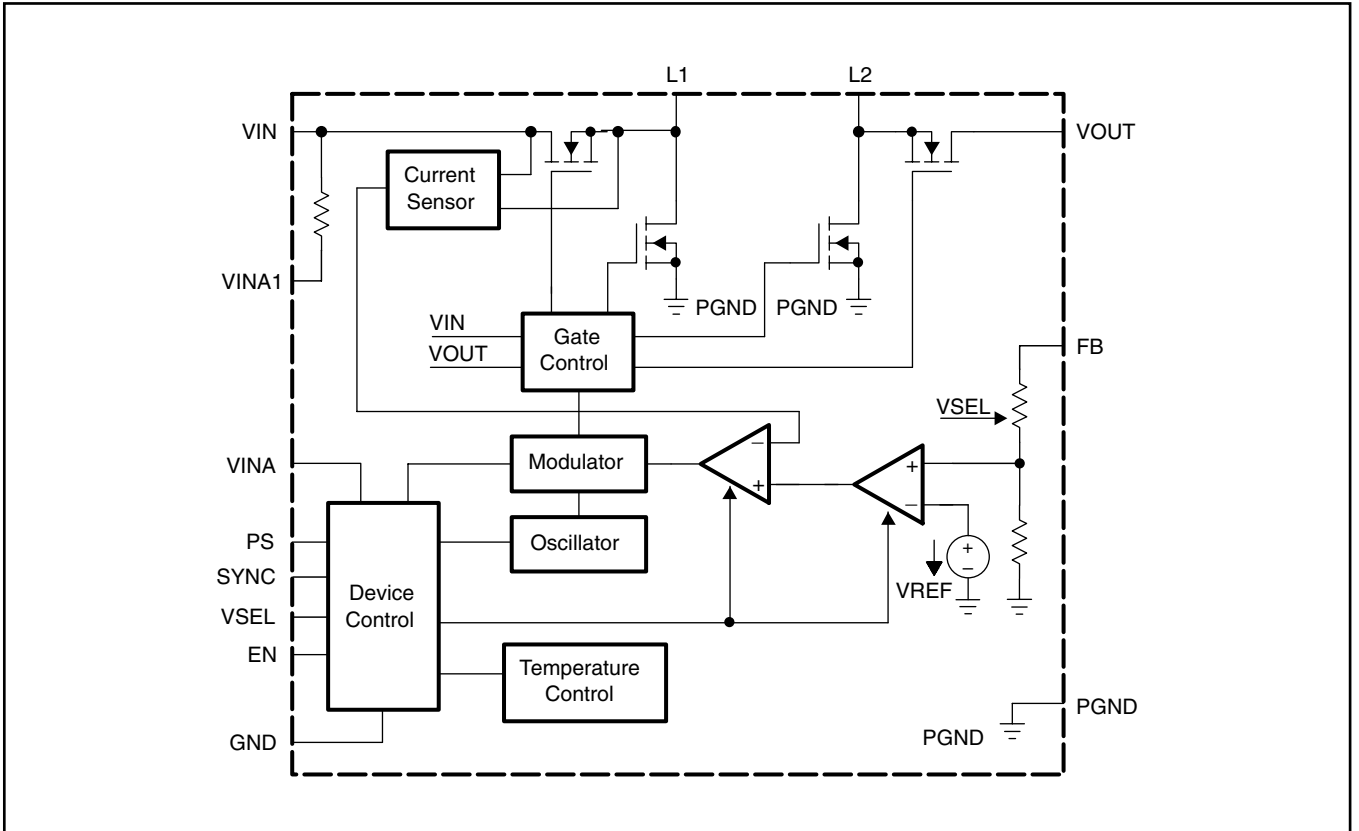 L1
L2
VIN
VOUT
Current
Sensor
VINA1
PGND
PGND
VIN
VOUT
Gate
Control
FB
VSEL
VINA
Modulator
−
+
+
−
PS
Oscillator
+
−
SYNC
Device
Control
VREF
VSEL
EN
Temperature
Control
PGND
PGND
GND